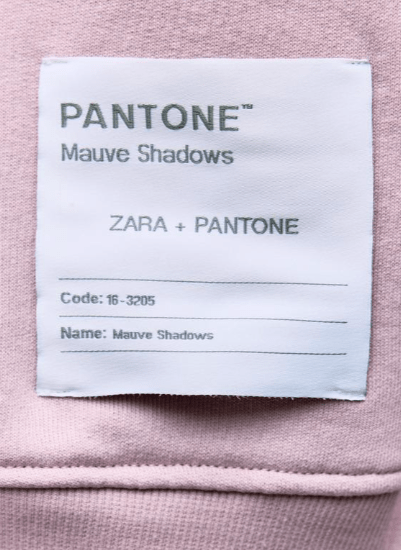 PANTONE™
Mauve Shadows
ZARA + PANTONE
Code: 16-3205
Name: Mauve Shadows